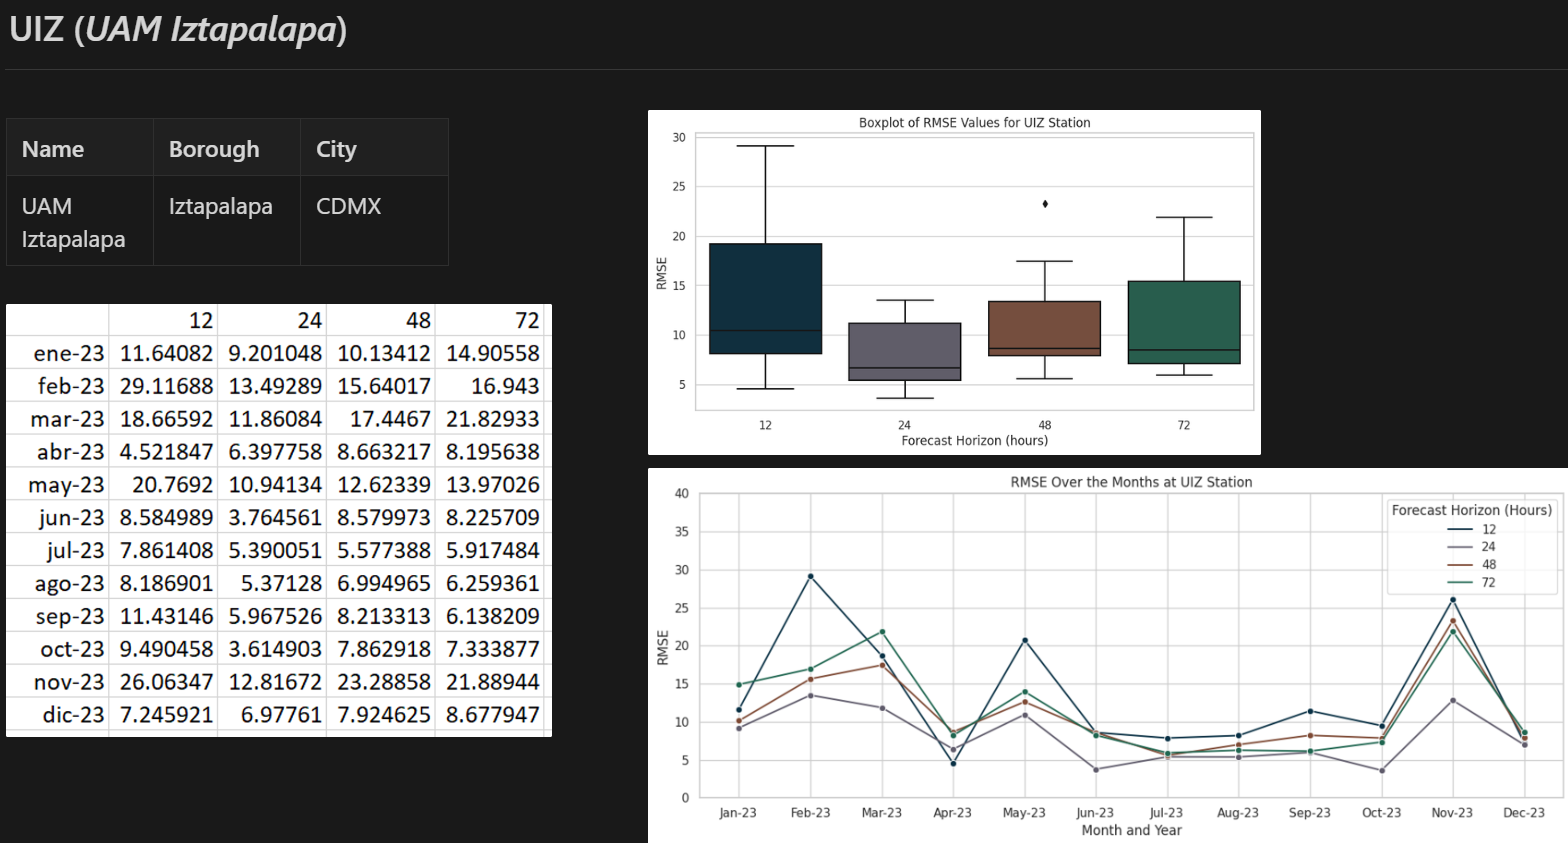 UIZ (UAM Iztapalapa)
Name Borough City
UAM Iztapalapa Iztapalapa CDMX
12 24 48 72
ene-23 11.64082 9.201048 10.13412 14.90558
feb-23 29.11688 13.49289 15.64017 16.943
mar-23 18.66592 11.86084 17.4467 21.82933
abr-23 4.521847 6.397758 8.663217 8.195638
may-23 20.7692 10.94134 12.62339 13.97026
jun-23 8.584989 3.764561 8.579973 8.225709
jul-23 7.861408 5.390051 5.577388 5.917484
ago-23 8.186901 5.37128 6.994965 6.259361
sep-23 11.43146 5.967526 8.213313 6.138209
oct-23 9.490458 3.614903 7.862918 7.333877
nov-23 26.06347 12.81672 23.28858 21.88944
dic-23 7.245921 6.97761 7.924625 8.677947
Boxplot of RMSE Values for UIZ Station
30
25
20
15
10
5
RMSE
12 24 48 72
Forecast Horizon (hours)
RMSE Over the Months at UIZ Station
40
35
30
25
20
15
10
5
0
RMSE
Forecast Horizon (Hours)
12
24
48
72
Jan-23 Feb-23 Mar-23 Apr-23 May-23 Jun-23 Jul-23 Aug-23 Sep-23 Oct-23 Nov-23 Dec-23
Month and Year